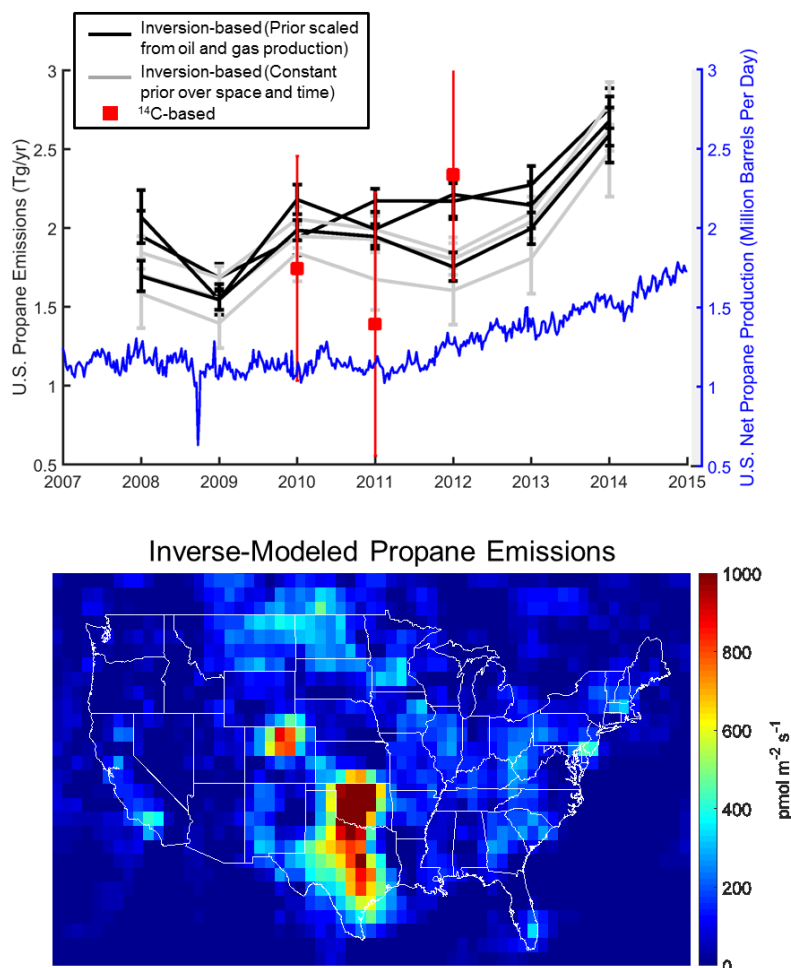 Inversion-based (Prior scaled
from oil and gas production)
Inversion-based (Constant
prior over space and time)
14C-based
U.S. Propane Emissions (Tg/yr)
3
2.5
2
1.5
1
0.5
3
2.5
2
1.5
1
0.5
U.S. Net Propane Production (Million Barrels Per Day)
2007 2008 2009 2010 2011 2012 2013 2014 2015
Inverse-Modeled Propane Emissions
1000
800
600
400
200
0
pmol m⁻² s⁻¹